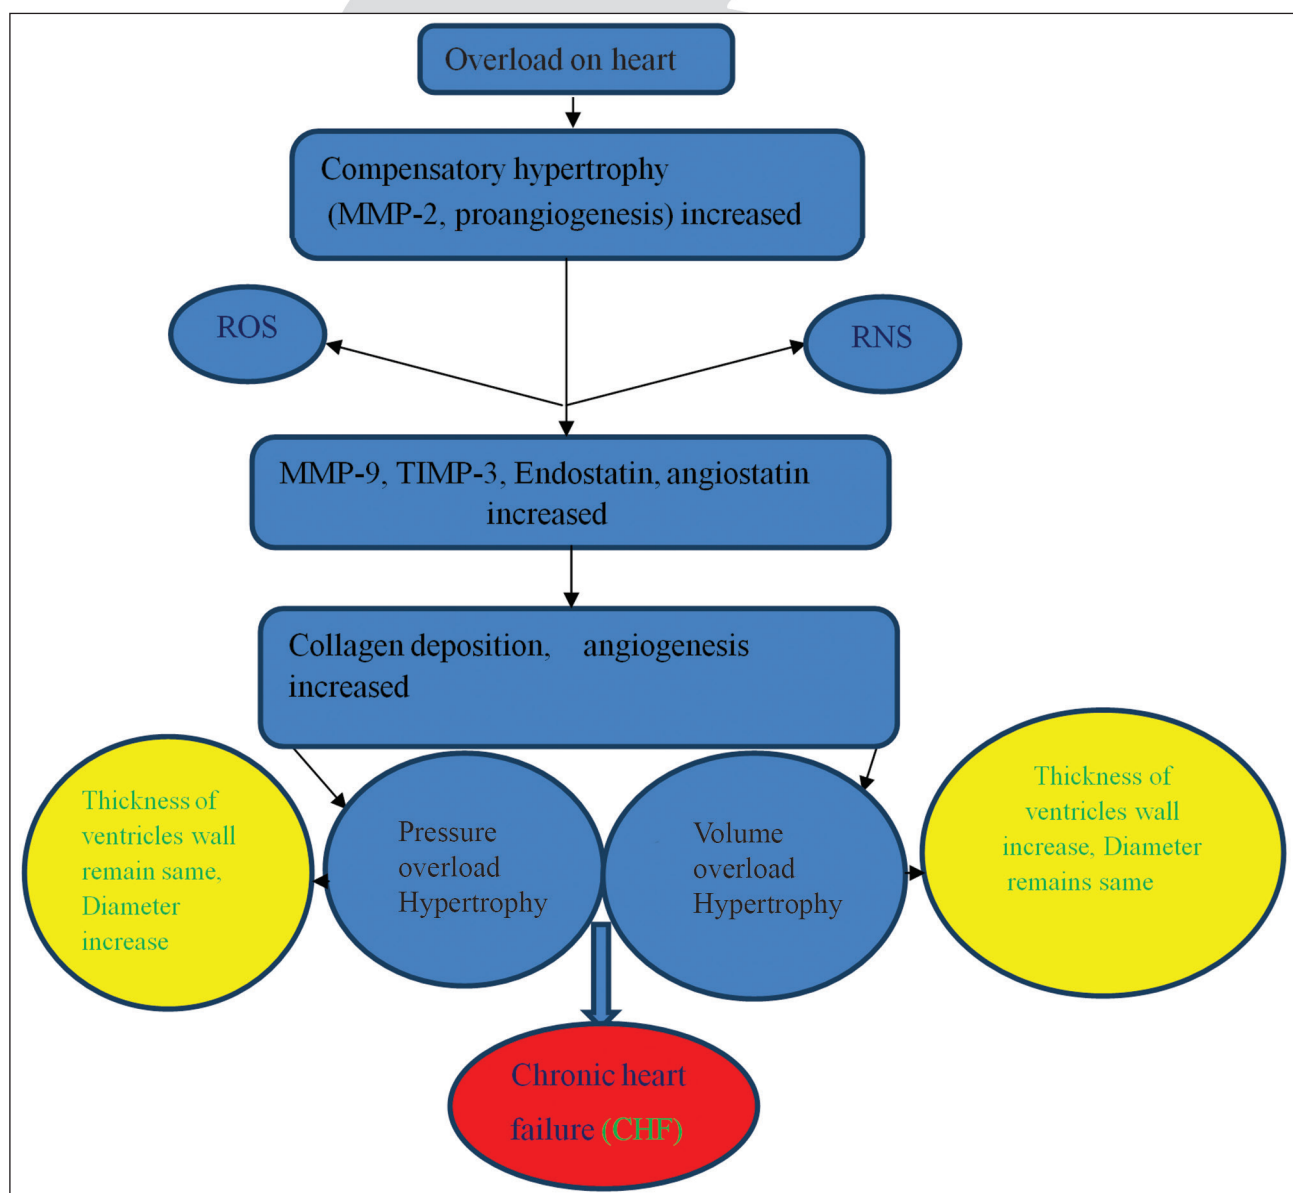 Overload on heart
Compensatory hypertrophy
(MMP-2, proangiogenesis) increased
ROS
RNS
MMP-9, TIMP-3, Endostatin, angiostatin
increased
Collagen deposition, angiogenesis
increased
Thickness of
ventricles wall
remain same,
Diameter
increase
Pressure
overload
Hypertrophy
Volume
overload
Hypertrophy
Thickness of
ventricles wall
increase, Diameter
remains same
Chronic heart
failure (CHF)